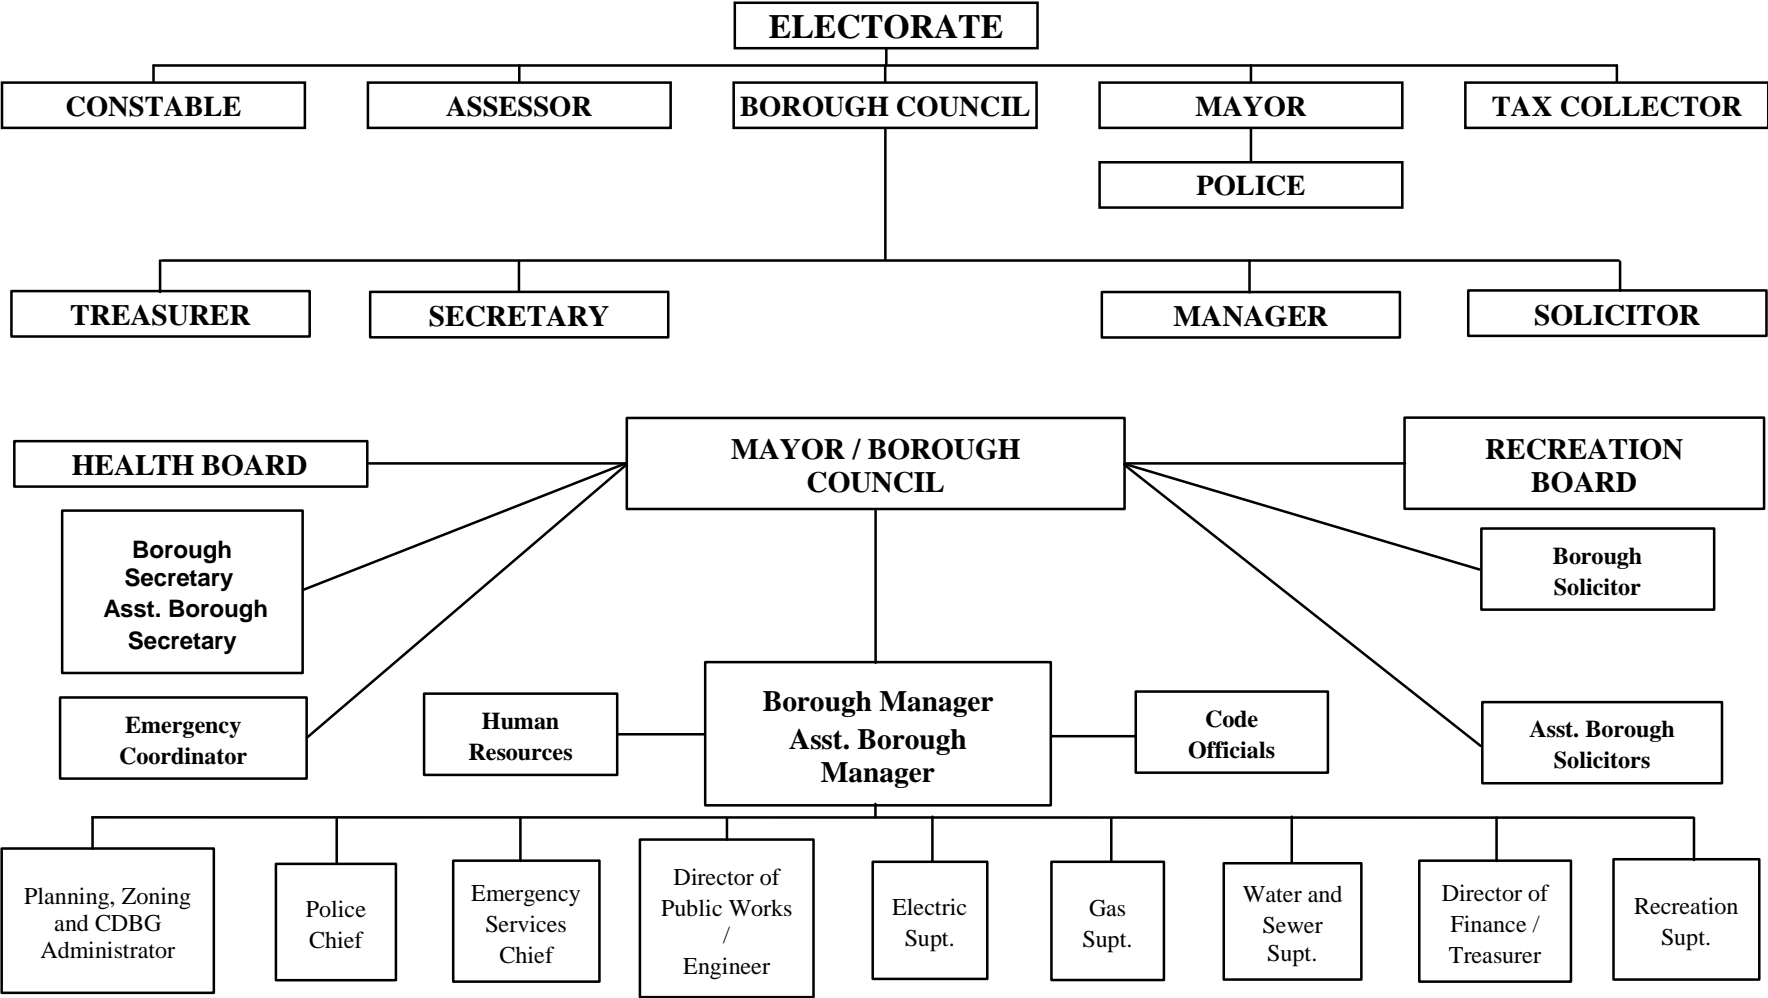 ELECTORATE
CONSTABLE
ASSESSOR
BOROUGH COUNCIL
MAYOR
TAX COLLECTOR
POLICE
TREASURER
SECRETARY
MANAGER
SOLICITOR
HEALTH BOARD
MAYOR / BOROUGH
COUNCIL
RECREATION
BOARD
Borough
Secretary
Asst. Borough
Secretary
Borough
Solicitor
Emergency
Coordinator
Human
Resources
Borough Manager
Asst. Borough
Manager
Code
Officials
Asst. Borough
Solicitors
Planning, Zoning
and CDBG
Administrator
Police
Chief
Emergency
Services
Chief
Director of
Public Works
/
Engineer
Electric
Supt.
Gas
Supt.
Water and
Sewer
Supt.
Director of
Finance /
Treasurer
Recreation
Supt.